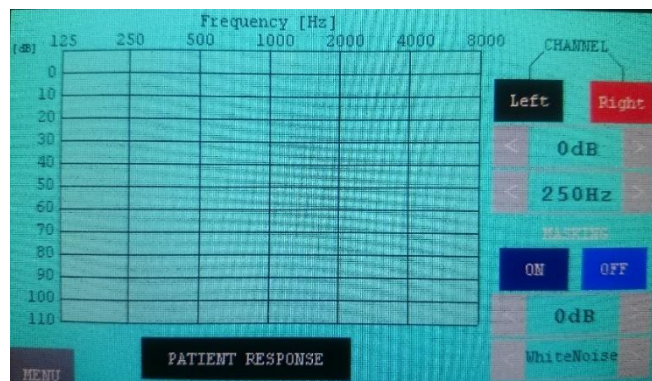 Frequency [Hz]
[dB] 125 250 500 1000 2000 4000 8000
CHANNEL
0
10
20
30
40
50
60
70
80
90
100
110
Left Right
< 0dB >
< 250Hz >
MASKING
ON OFF
< 0dB >
< WhiteNoise >
PATIENT RESPONSE
MENU